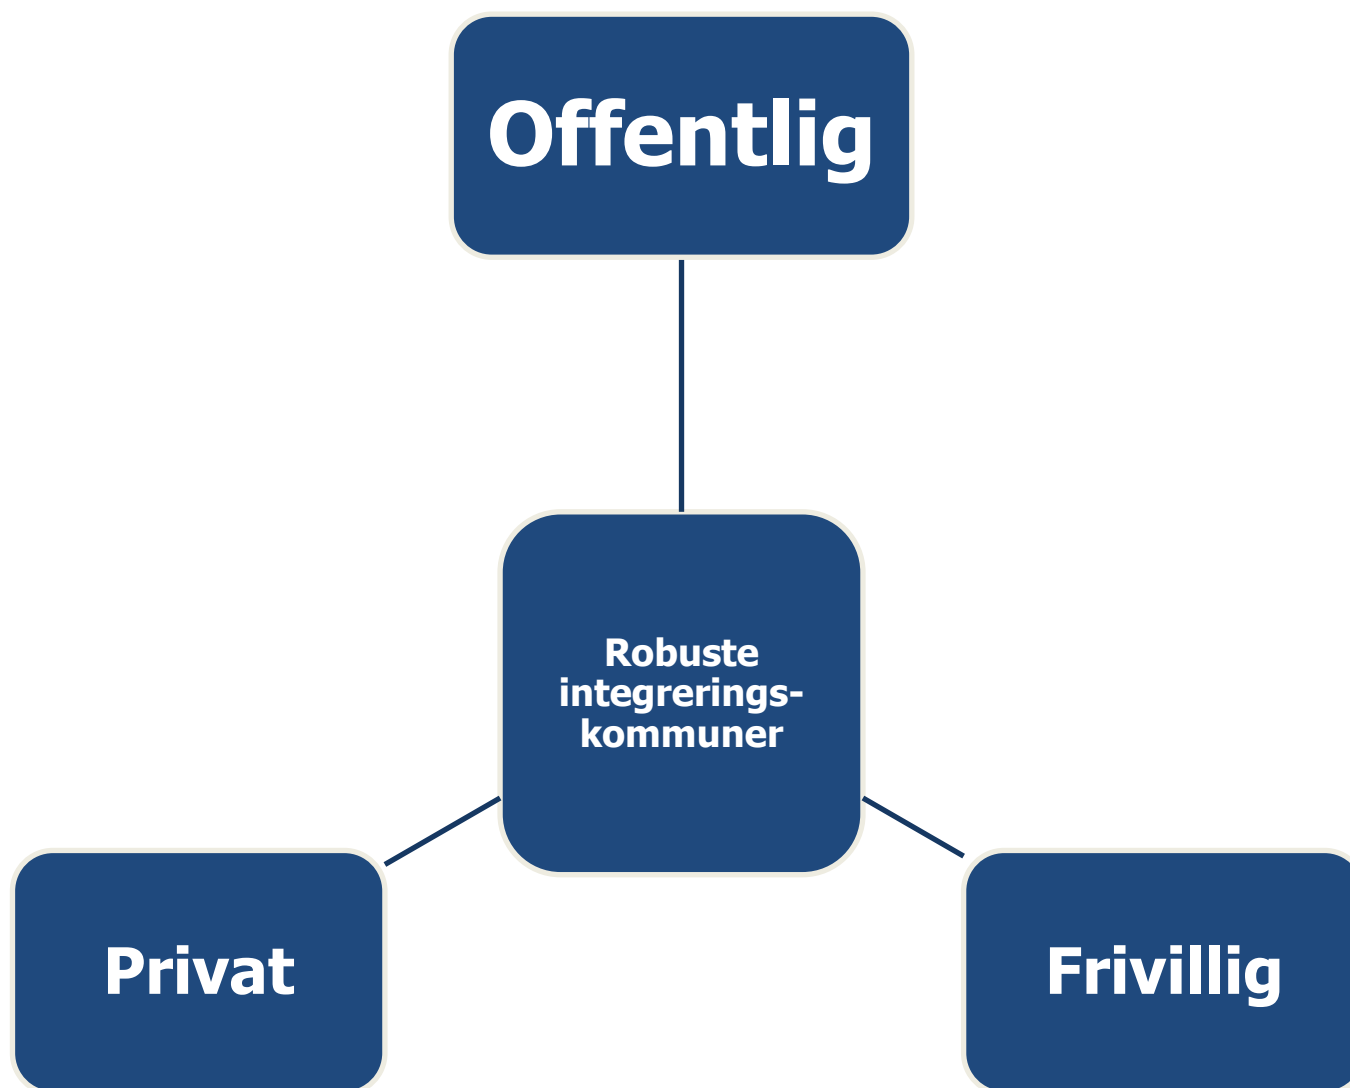 Offentlig
Robuste
integrerings-
kommuner
Privat
Frivillig